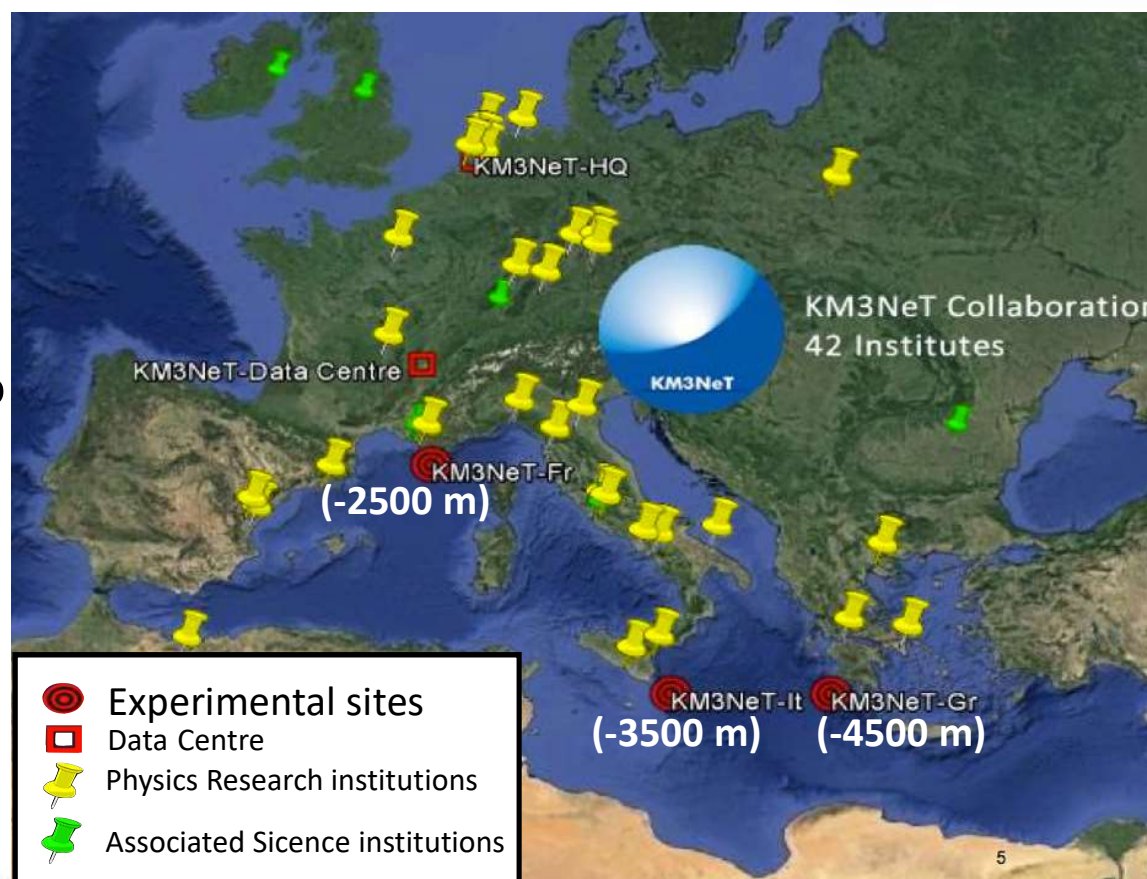 KM3NeT-HQ
KM3NeT Collaboration
42 Institutes
KM3NeT
KM3NeT-Data Centre
KM3NeT-Fr
(-2500 m)
KM3NeT-It
KM3NeT-Gr
(-3500 m)
(-4500 m)
Experimental sites
Data Centre
Physics Research institutions
Associated Sicence institutions
5